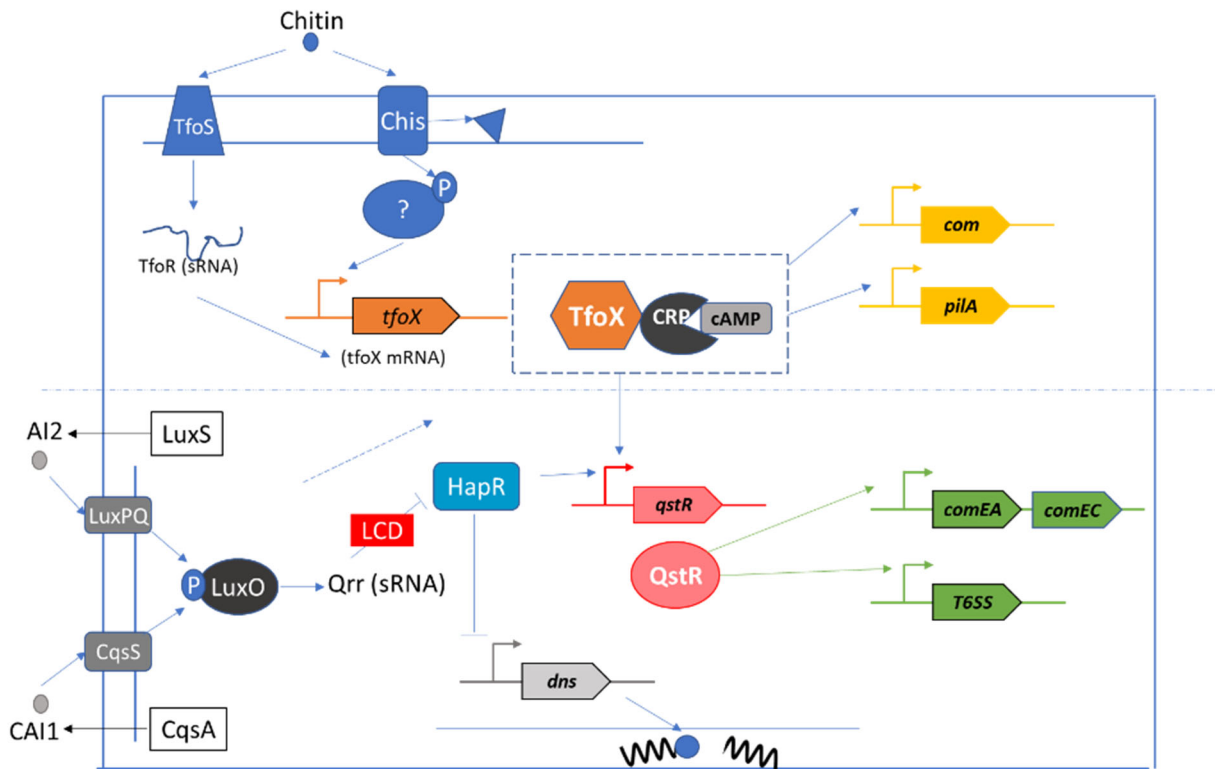 Chitin
TfoS
Chis
P
?
TfoR (sRNA)
tfoX
(tfoX mRNA)
TfoX
CRP
cAMP
com
pilA
AI2
LuxS
LuxPQ
P
LuxO
Qrr (sRNA)
LCD
HapR
qstR
QstR
comEA
comEC
T6SS
CqsS
CAI1
CqsA
dns